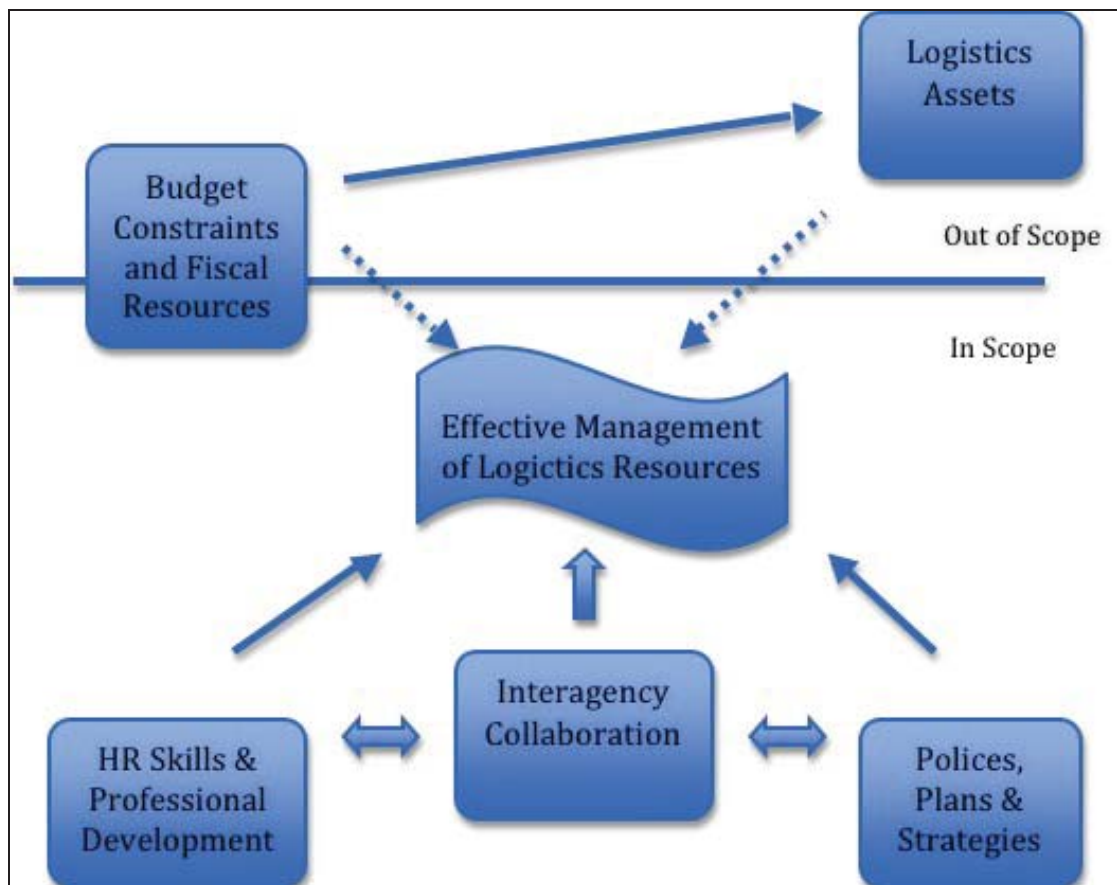 Logistics
Assets
Budget
Constraints
and Fiscal
Resources
Out of Scope
In Scope
Effective Management
of Logictics Resources
Interagency
Collaboration
HR Skills &
Professional
Development
Polices,
Plans &
Strategies